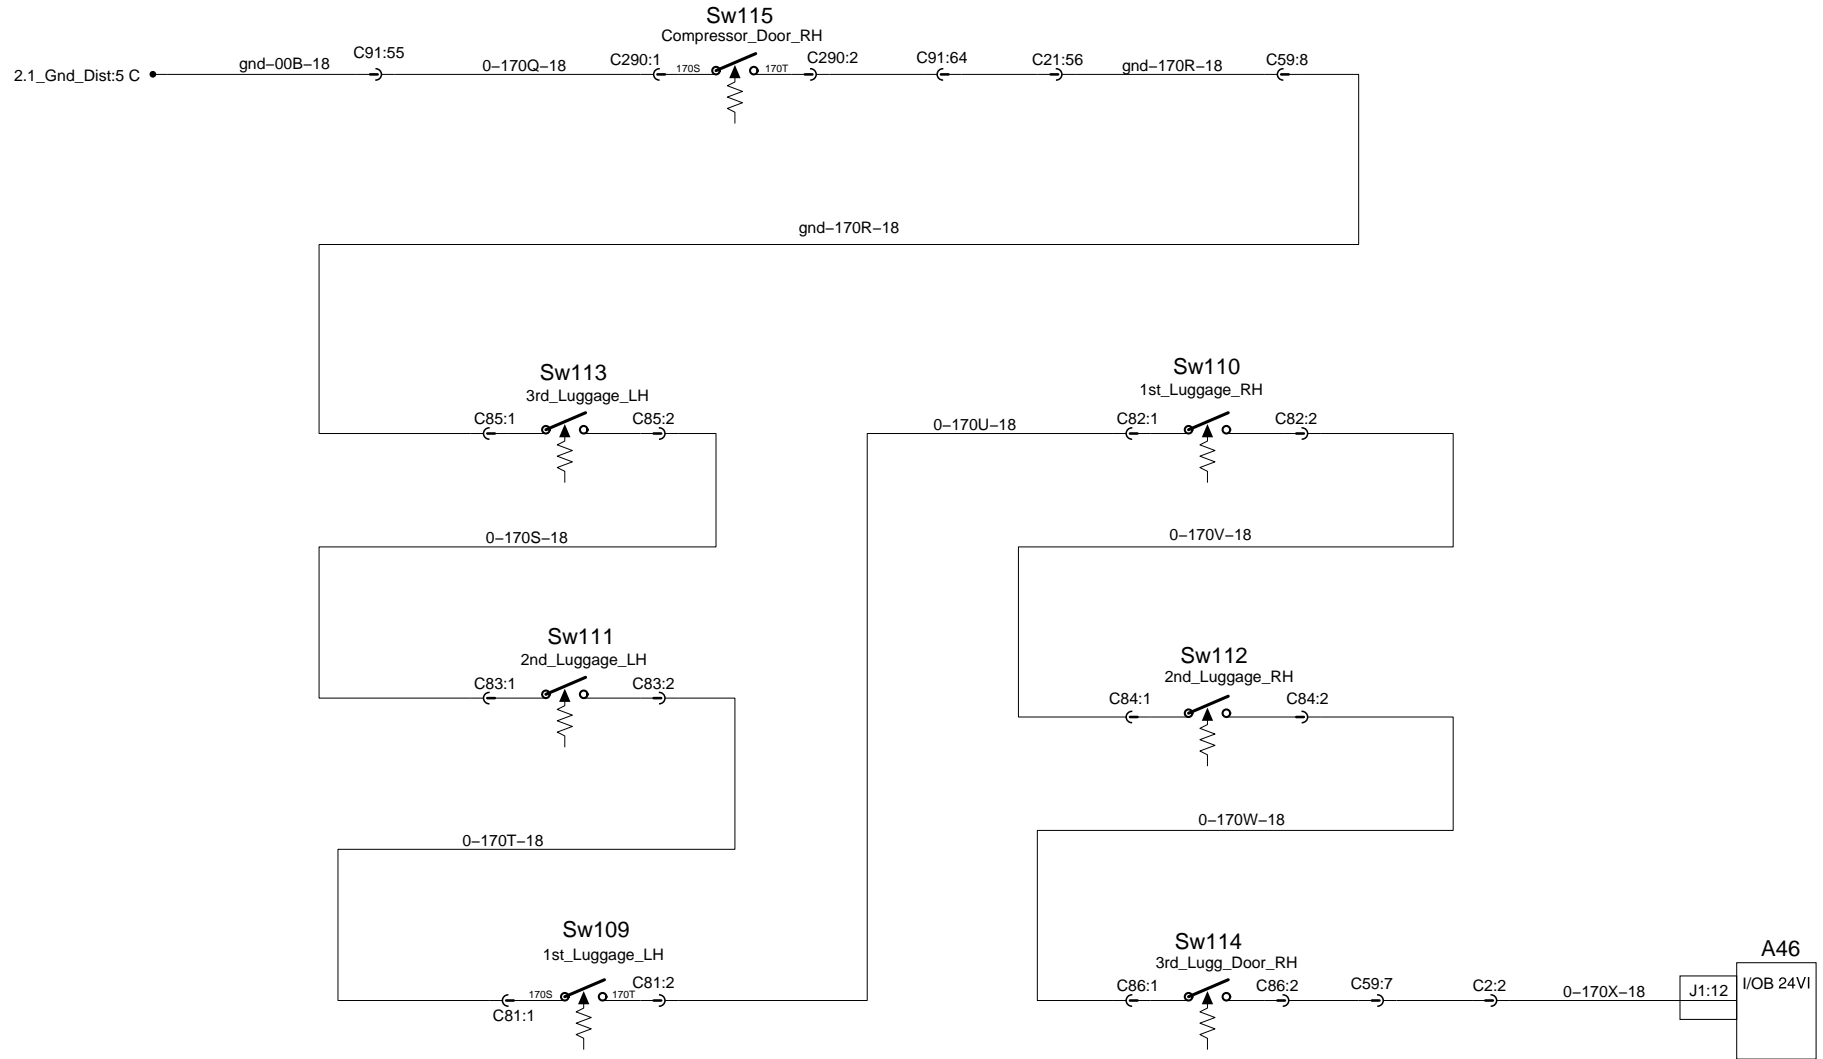 Sw115
Compressor_Door_RH
2.1_Gnd_Dist:5 C
gnd–00B–18
C91:55
0–170Q–18
C290:1
170S
170T
C290:2
C91:64
C21:56
gnd–170R–18
C59:8
gnd–170R–18
Sw113
3rd_Luggage_LH
C85:1
C85:2
0–170S–18
Sw111
2nd_Luggage_LH
C83:1
C83:2
0–170T–18
Sw109
1st_Luggage_LH
C81:1
170S
170T
C81:2
0–170U–18
Sw110
1st_Luggage_RH
C82:1
C82:2
0–170V–18
Sw112
2nd_Luggage_RH
C84:1
C84:2
0–170W–18
Sw114
3rd_Lugg_Door_RH
C86:1
C86:2
C59:7
C2:2
0–170X–18
J1:12
A46
I/OB 24VI